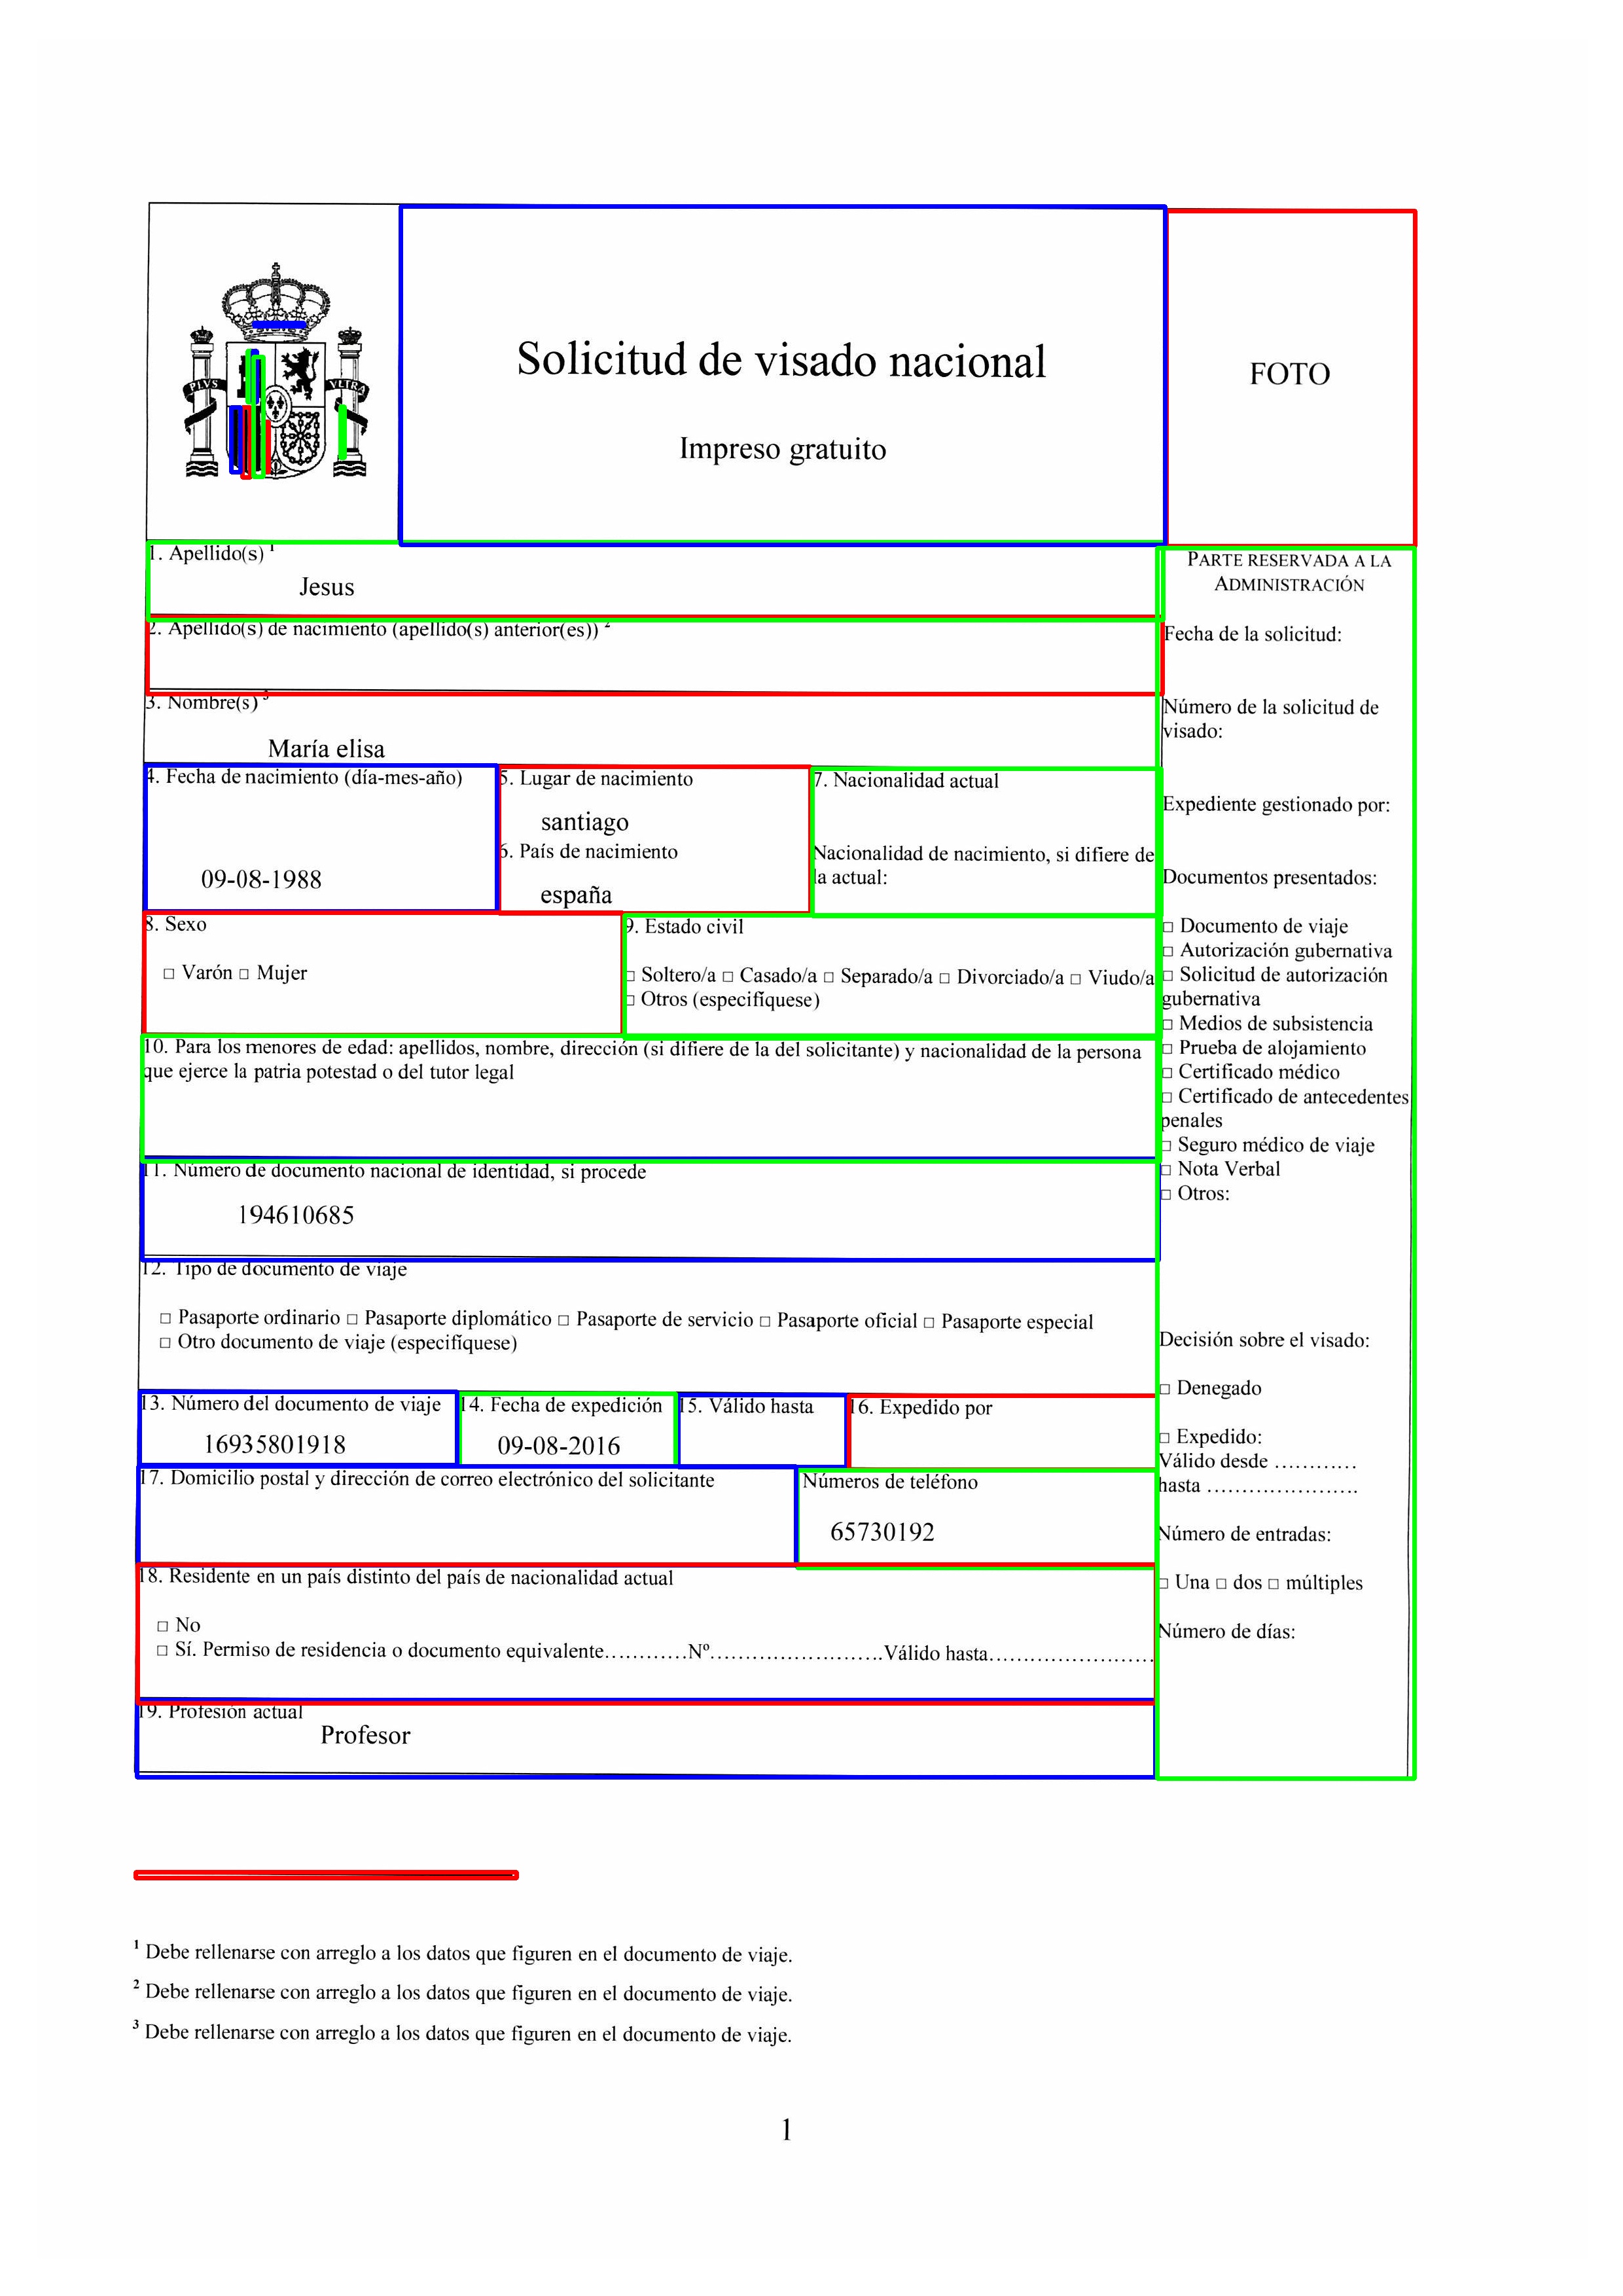 PLVS VLTRA
Solicitud de visado nacional
Impreso gratuito
FOTO
1. Apellido(s) 1
Jesus
2. Apellido(s) de nacimiento (apellido(s) anterior(es)) 2
3. Nombre(s) 3
María elisa
4. Fecha de nacimiento (día-mes-año)
09-08-1988
5. Lugar de nacimiento
santiago
6. País de nacimiento
españa
7. Nacionalidad actual
Nacionalidad de nacimiento, si difiere de
la actual:
8. Sexo
□ Varón □ Mujer
9. Estado civil
□ Soltero/a □ Casado/a □ Separado/a □ Divorciado/a □ Viudo/a
□ Otros (especifíquese)
10. Para los menores de edad: apellidos, nombre, dirección (si difiere de la del solicitante) y nacionalidad de la persona
que ejerce la patria potestad o del tutor legal
11. Número de documento nacional de identidad, si procede
194610685
12. Tipo de documento de viaje
□ Pasaporte ordinario □ Pasaporte diplomático □ Pasaporte de servicio □ Pasaporte oficial □ Pasaporte especial
□ Otro documento de viaje (especifíquese)
13. Número del documento de viaje
16935801918
14. Fecha de expedición
09-08-2016
15. Válido hasta
16. Expedido por
17. Domicilio postal y dirección de correo electrónico del solicitante
Números de teléfono
65730192
18. Residente en un país distinto del país de nacionalidad actual
□ No
□ Sí. Permiso de residencia o documento equivalente…………Nº……………………Válido hasta……………………
19. Profesión actual
Profesor
PARTE RESERVADA A LA
ADMINISTRACIÓN
Fecha de la solicitud:
Número de la solicitud de
visado:
Expediente gestionado por:
Documentos presentados:
□ Documento de viaje
□ Autorización gubernativa
□ Solicitud de autorización
gubernativa
□ Medios de subsistencia
□ Prueba de alojamiento
□ Certificado médico
□ Certificado de antecedentes
penales
□ Seguro médico de viaje
□ Nota Verbal
□ Otros:
Decisión sobre el visado:
□ Denegado
□ Expedido:
Válido desde …………
hasta ………………….
Número de entradas:
□ Una □ dos □ múltiples
Número de días:
1 Debe rellenarse con arreglo a los datos que figuren en el documento de viaje.
2 Debe rellenarse con arreglo a los datos que figuren en el documento de viaje.
3 Debe rellenarse con arreglo a los datos que figuren en el documento de viaje.
1